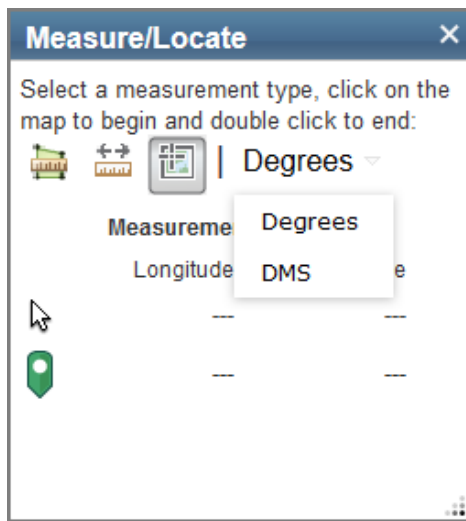 Measure/Locate
Select a measurement type, click on the
map to begin and double click to end:
| Degrees
Degrees
DMS
Measureme
Longitude e
--- ---
--- ---